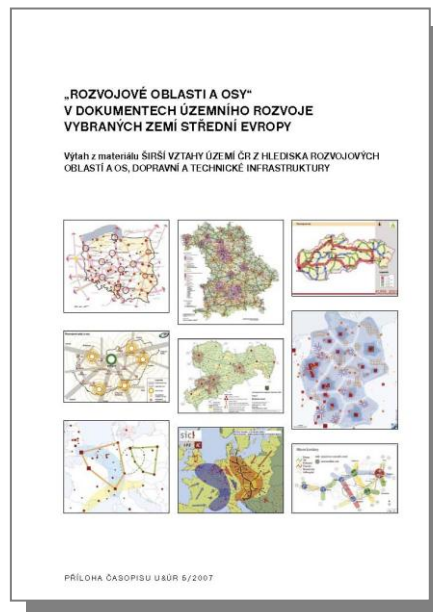 „ROZVOJOVÉ OBLASTI A OSY“
V DOKUMENTECH ÚZEMNÍHO ROZVOJE
VYBRANÝCH ZEMÍ STŘEDNÍ EVROPY
Výtah z materiálu ŠIRŠÍ VZTAHY ÚZEMÍ ČR Z HLEDISKA ROZVOJOVÝCH
OBLASTÍ A OS, DOPRAVNÍ A TECHNICKÉ INFRASTRUKTURY
PŘÍLOHA ČASOPISU U&ÚR 5/2007